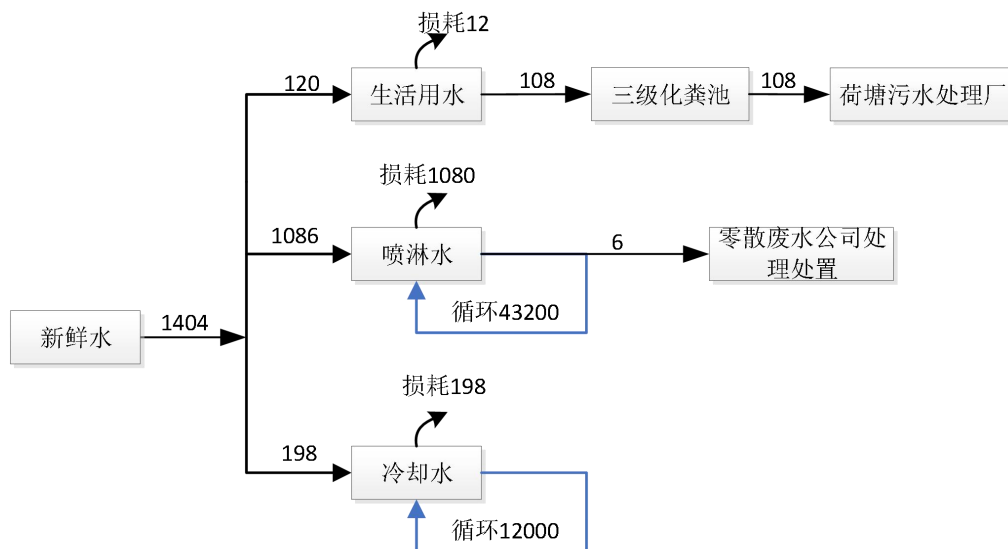 损耗12
120
生活用水
108
三级化粪池
108
荷塘污水处理厂
损耗1080
1086
喷淋水
6
零散废水公司处
理处置
循环43200
新鲜水
1404
损耗198
198
冷却水
循环12000